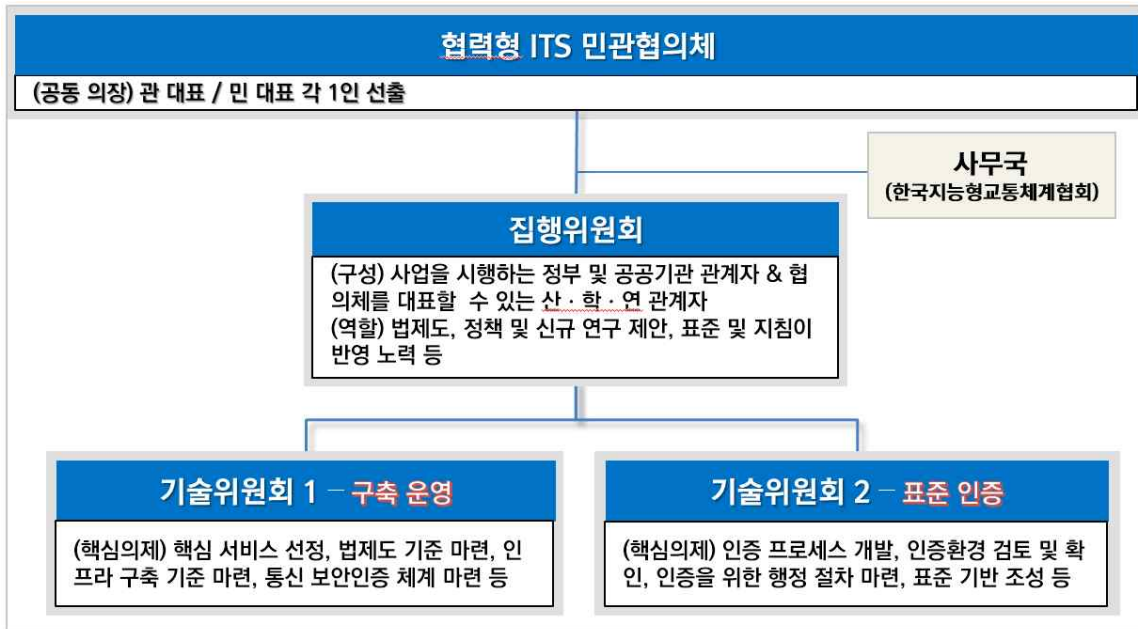 협력형 ITS 민관협의체
(공동 의장) 관 대표 / 민 대표 각 1인 선출
사무국
(한국지능형교통체계협회)
집행위원회
(구성) 사업을 시행하는 정부 및 공공기관 관계자 & 협
의체를 대표할 수 있는 산 · 학 · 연 관계자
(역할) 법제도, 정책 및 신규 연구 제안, 표준 및 지침이
반영 노력 등
기술위원회 1 – 구축 운영
(핵심의제) 핵심 서비스 선정, 법제도 기준 마련, 인
프라 구축 기준 마련, 통신 보안인증 체계 마련 등
기술위원회 2 – 표준 인증
(핵심의제) 인증 프로세스 개발, 인증환경 검토 및 확
인, 인증을 위한 행정 절차 마련, 표준 기반 조성 등